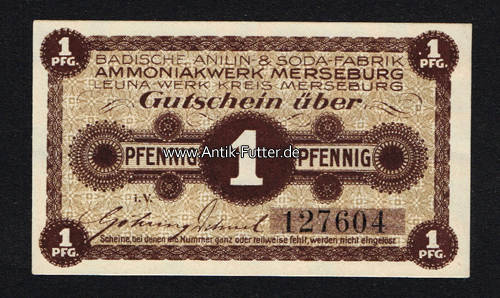 1 PFG. 1 PFG.
BADISCHE ANILIN & SODA-FABRIK
AMMONIAKWERK MERSEBURG
LEUNA-WERK KREIS MERSEBURG
Gutschein über
PFENNIG 1 PFENNIG
www.Antik-Futter.de
i.V.
127604
1 PFG. 1 PFG.
Scheine, bei denen die Nummer ganz oder teilweise fehlt, werden nicht eingelöst